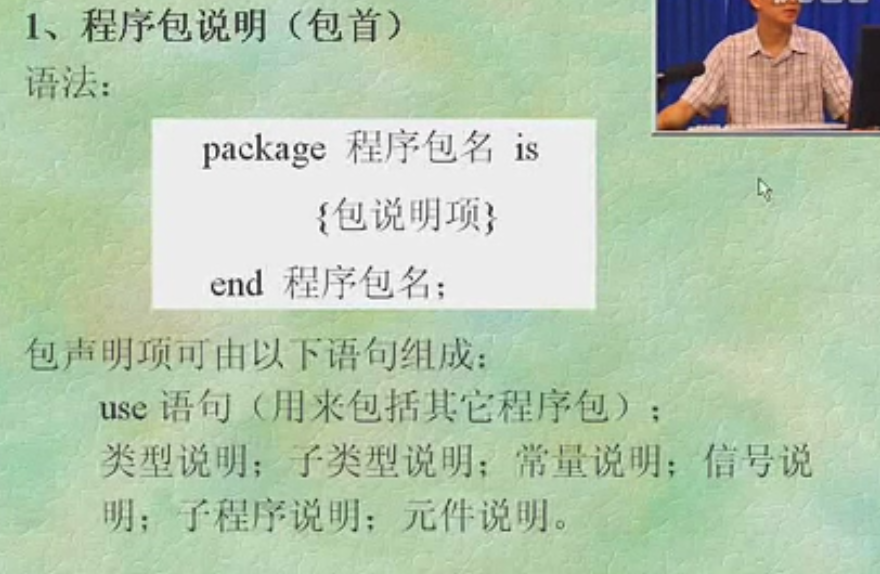 1、程序包说明（包首）
语法：
package 程序包名 is
{包说明项}
end 程序包名；
包声明项可由以下语句组成：
use 语句（用来包括其它程序包）；
类型说明；子类型说明；常量说明；信号说
明；子程序说明；元件说明。